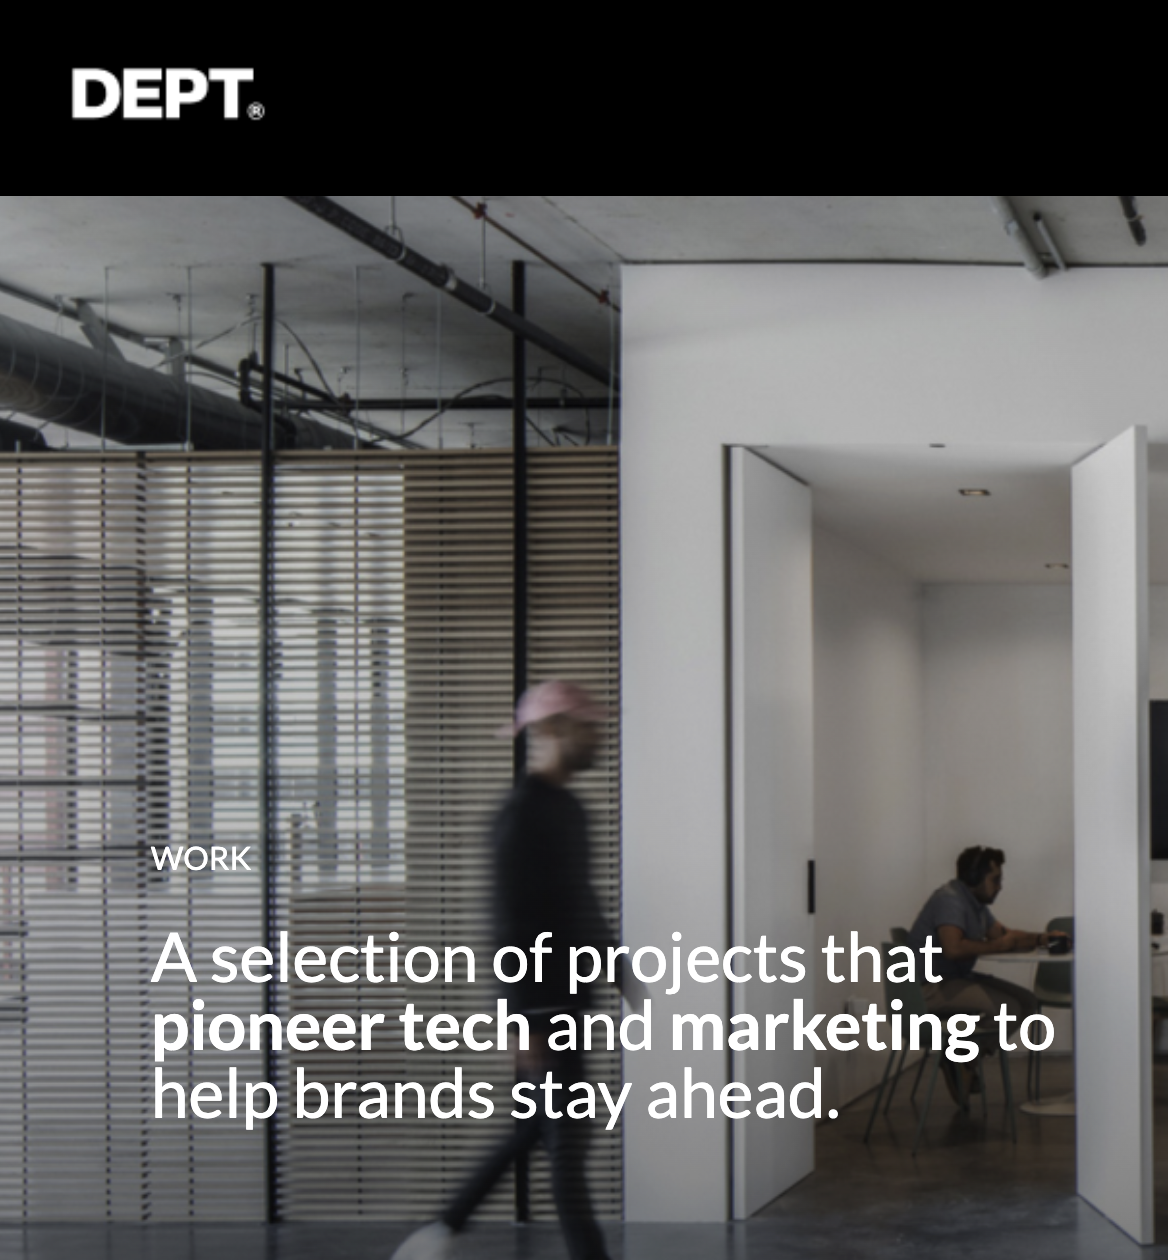 DEPT®
WORK
A selection of projects that
pioneer tech and marketing to
help brands stay ahead.